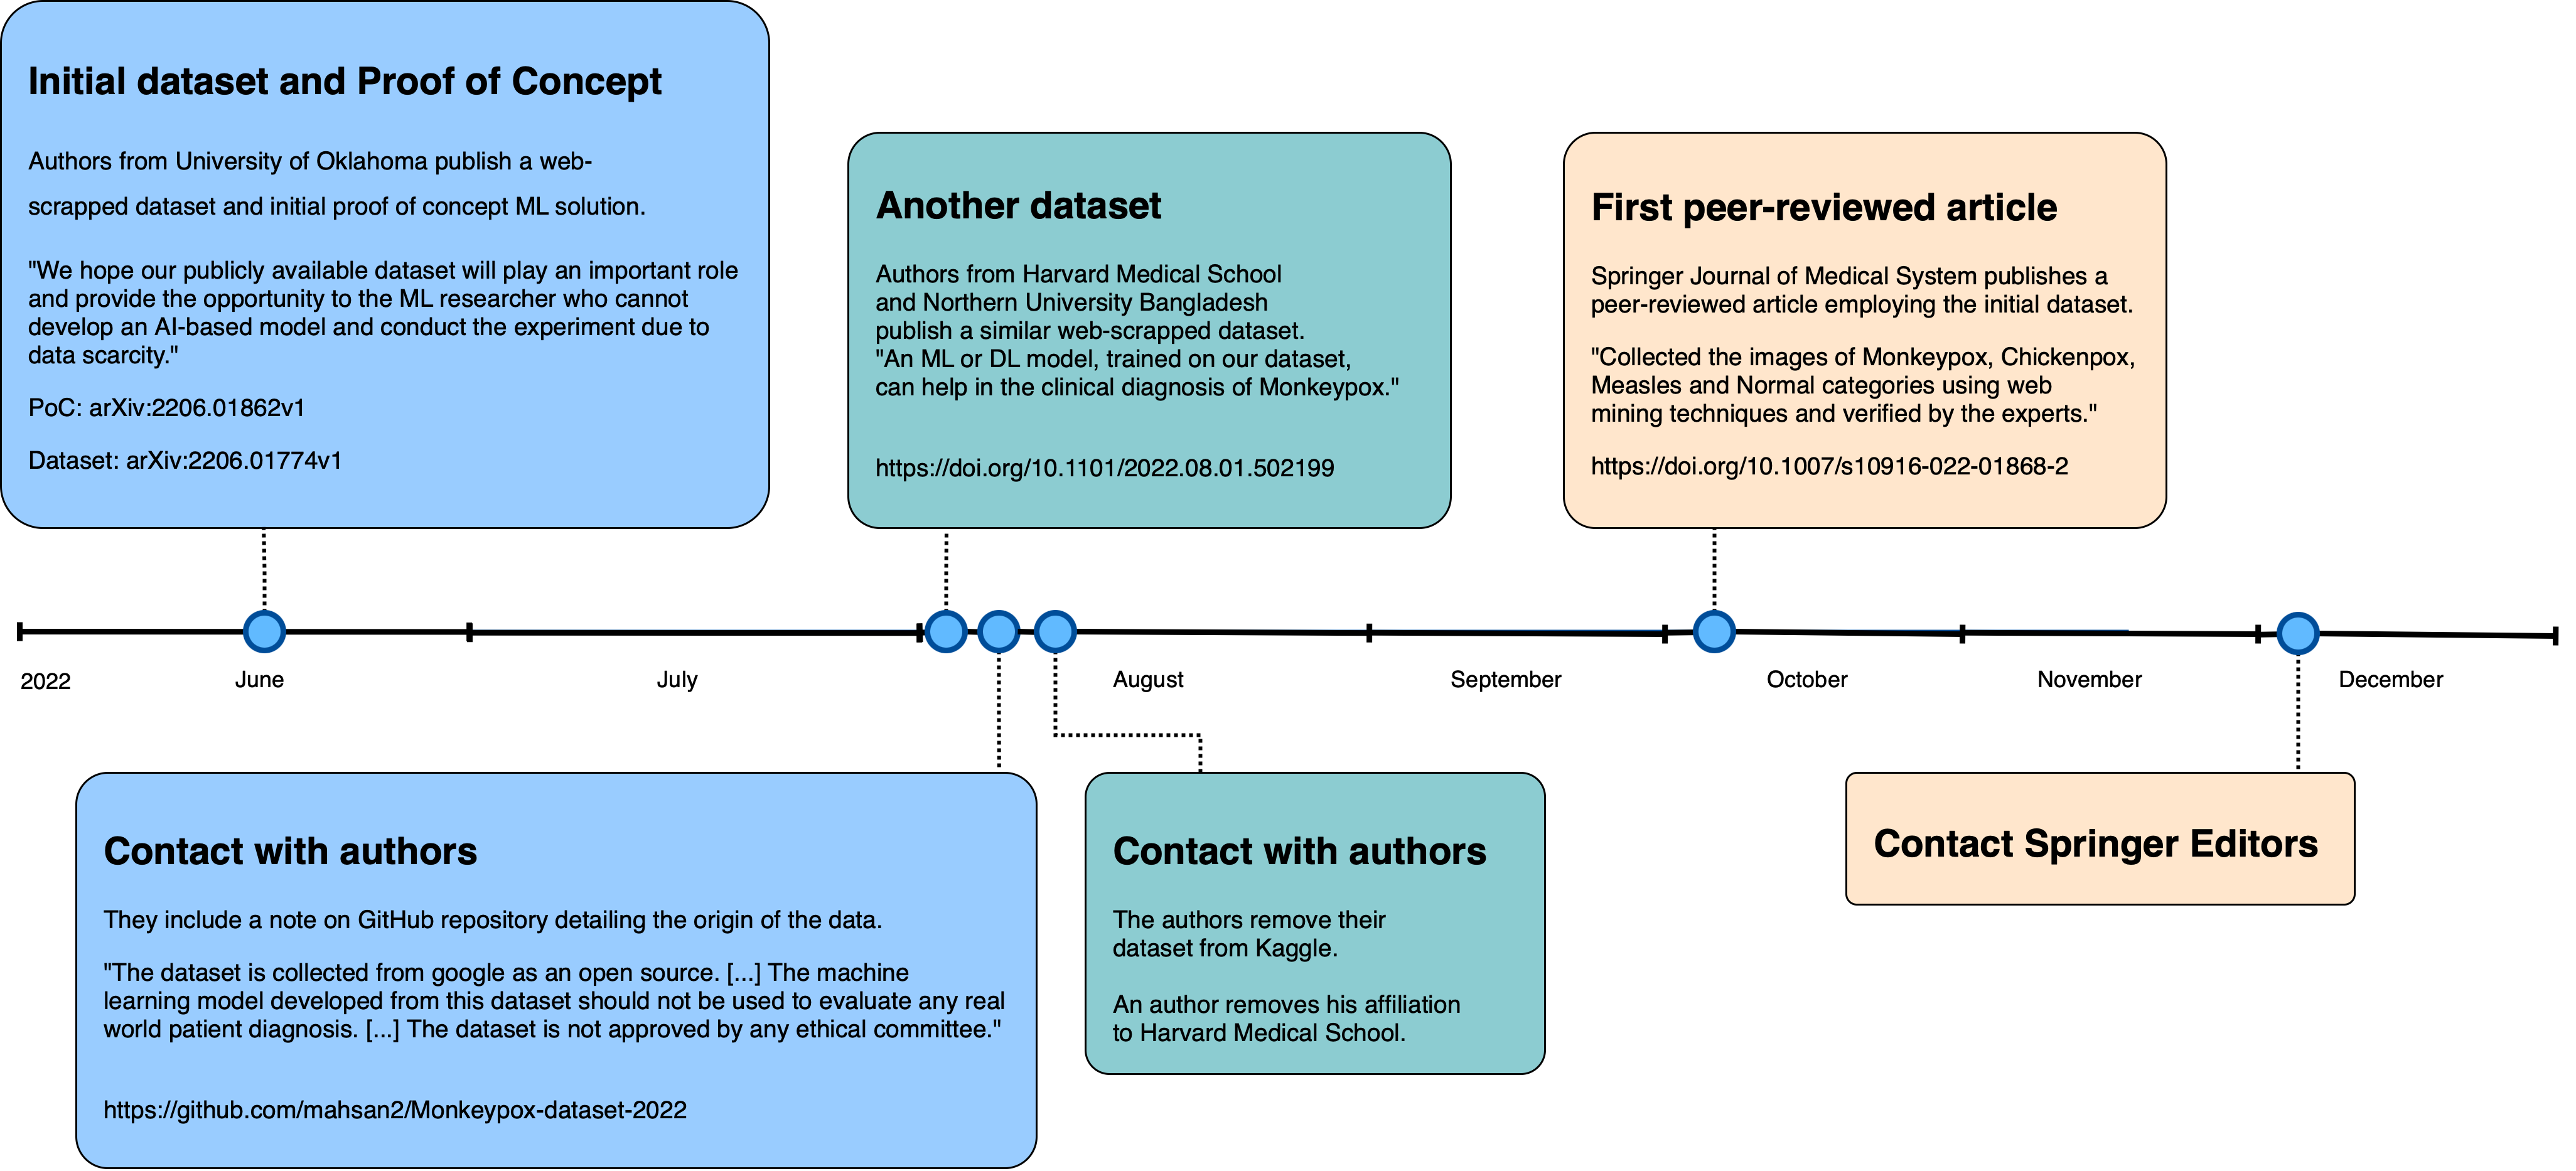 Initial dataset and Proof of Concept
Authors from University of Oklahoma publish a web-
scrapped dataset and initial proof of concept ML solution.
"We hope our publicly available dataset will play an important role
and provide the opportunity to the ML researcher who cannot
develop an AI-based model and conduct the experiment due to
data scarcity."
PoC: arXiv:2206.01862v1
Dataset: arXiv:2206.01774v1
Another dataset
Authors from Harvard Medical School
and Northern University Bangladesh
publish a similar web-scrapped dataset.
"An ML or DL model, trained on our dataset,
can help in the clinical diagnosis of Monkeypox."
https://doi.org/10.1101/2022.08.01.502199
First peer-reviewed article
Springer Journal of Medical System publishes a
peer-reviewed article employing the initial dataset.
"Collected the images of Monkeypox, Chickenpox,
Measles and Normal categories using web
mining techniques and verified by the experts."
https://doi.org/10.1007/s10916-022-01868-2
2022
June
July
August
September
October
November
December
Contact with authors
They include a note on GitHub repository detailing the origin of the data.
"The dataset is collected from google as an open source. [...] The machine
learning model developed from this dataset should not be used to evaluate any real
world patient diagnosis. [...] The dataset is not approved by any ethical committee."
https://github.com/mahsan2/Monkeypox-dataset-2022
Contact with authors
The authors remove their
dataset from Kaggle.
An author removes his affiliation
to Harvard Medical School.
Contact Springer Editors